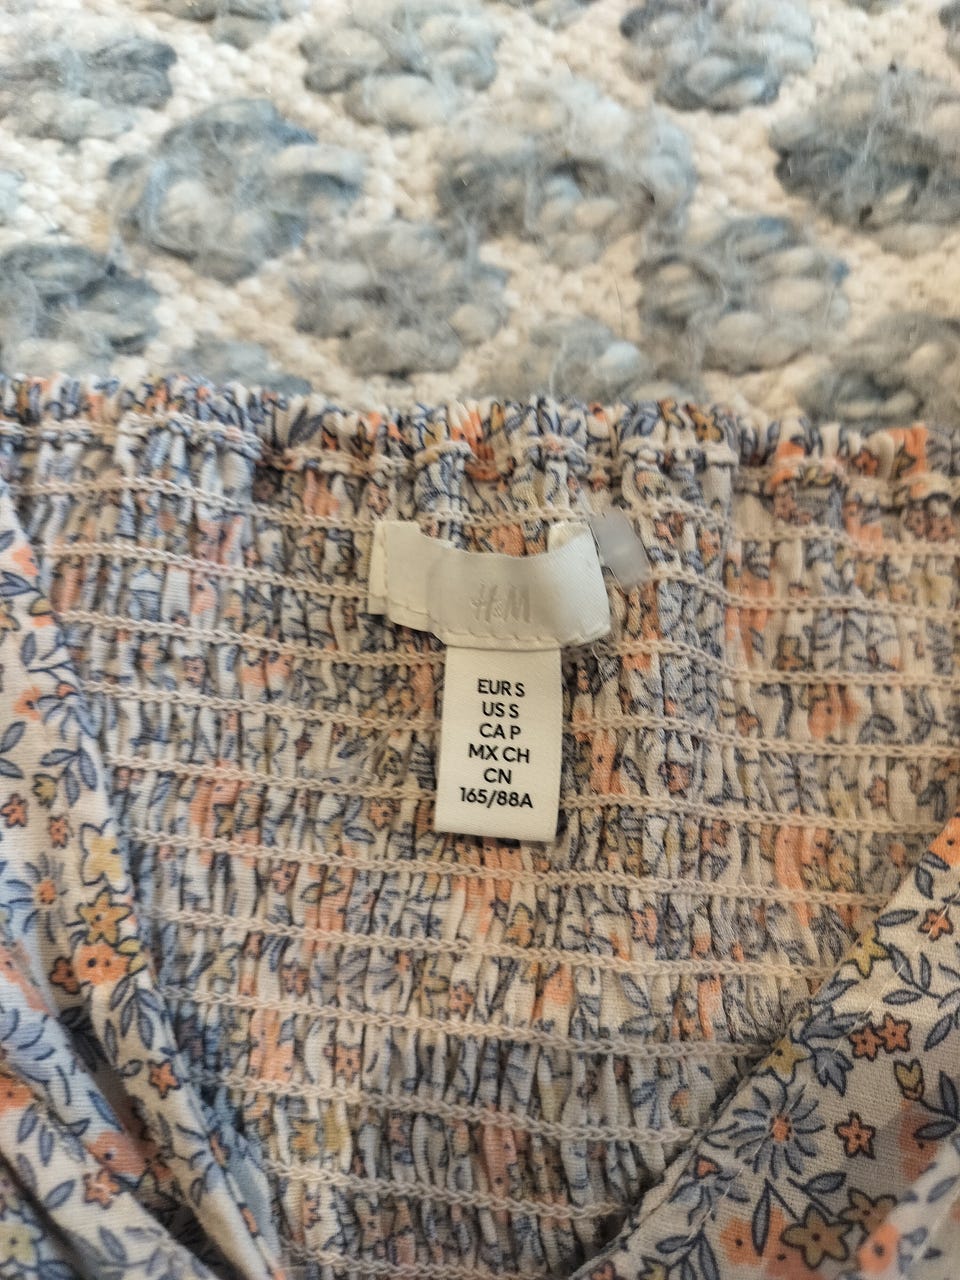 H&M
EUR S
US S
CA P
MX CH
CN
165/88A